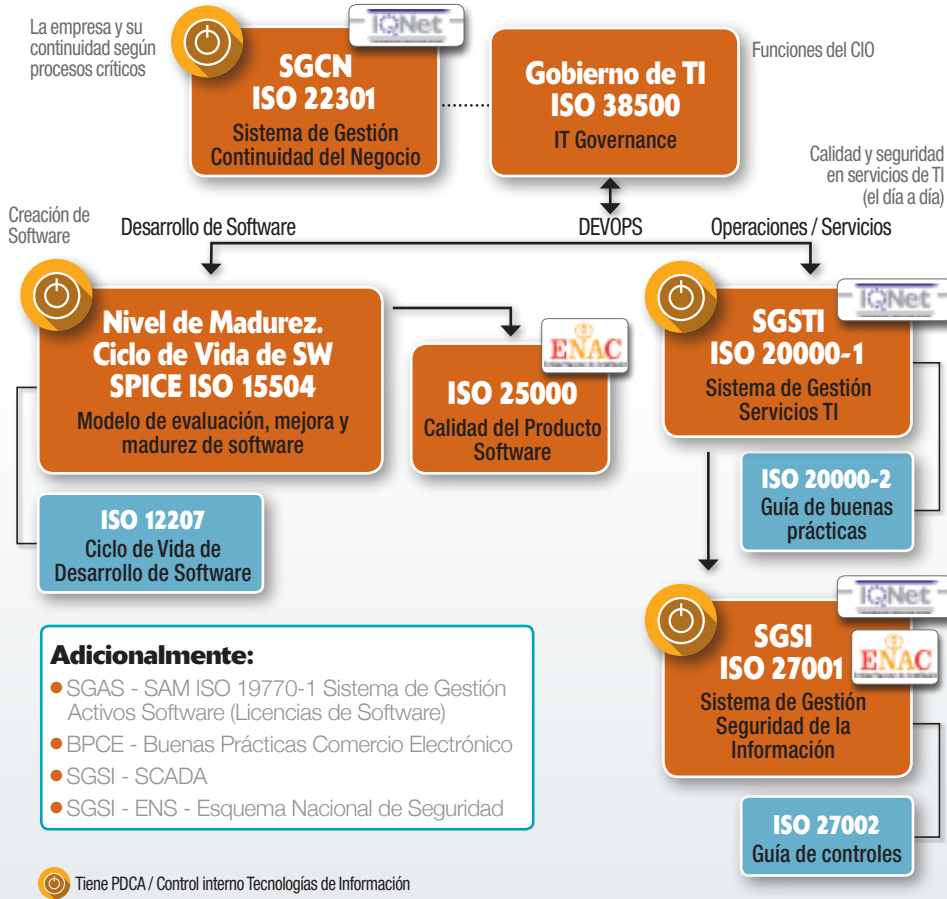 La empresa y su
continuidad según
procesos críticos
IQNet
SGCN
ISO 22301
Sistema de Gestión
Continuidad del Negocio
Gobierno de TI
ISO 38500
IT Governance
Funciones del CIO
Calidad y seguridad
en servicios de TI
(el día a día)
Creación de
Software
Desarrollo de Software
DEVOPS
Operaciones / Servicios
Nivel de Madurez.
Ciclo de Vida de SW
SPICE ISO 15504
Modelo de evaluación, mejora y
madurez de software
ENAC
ISO 25000
Calidad del Producto
Software
IQNet
SGSTI
ISO 20000-1
Sistema de Gestión
Servicios TI
ISO 20000-2
Guía de buenas
prácticas
ISO 12207
Ciclo de Vida de
Desarrollo de Software
IQNet
ENAC
SGSI
ISO 27001
Sistema de Gestión
Seguridad de la
Información
ISO 27002
Guía de controles
Adicionalmente:
SGAS - SAM ISO 19770-1 Sistema de Gestión
Activos Software (Licencias de Software)
BPCE - Buenas Prácticas Comercio Electrónico
SGSI - SCADA
SGSI - ENS - Esquema Nacional de Seguridad
Tiene PDCA / Control interno Tecnologías de Información